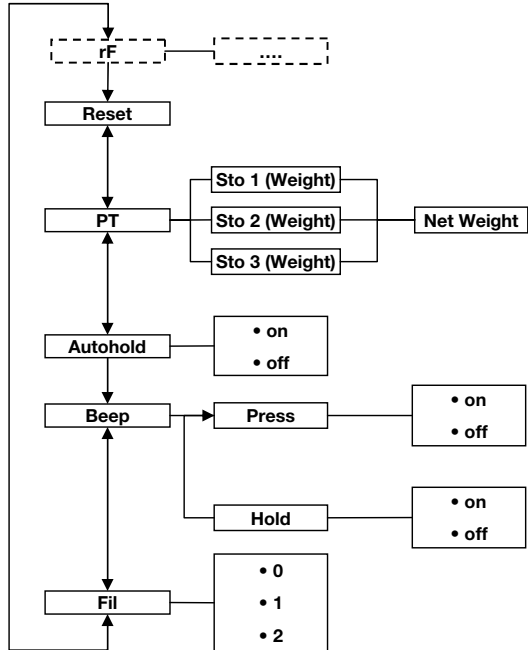 rF
....
Reset
Sto 1 (Weight)
PT
Sto 2 (Weight)
Net Weight
Sto 3 (Weight)
Autohold
• on
• off
Beep
Press
• on
• off
Hold
• on
• off
Fil
• 0
• 1
• 2